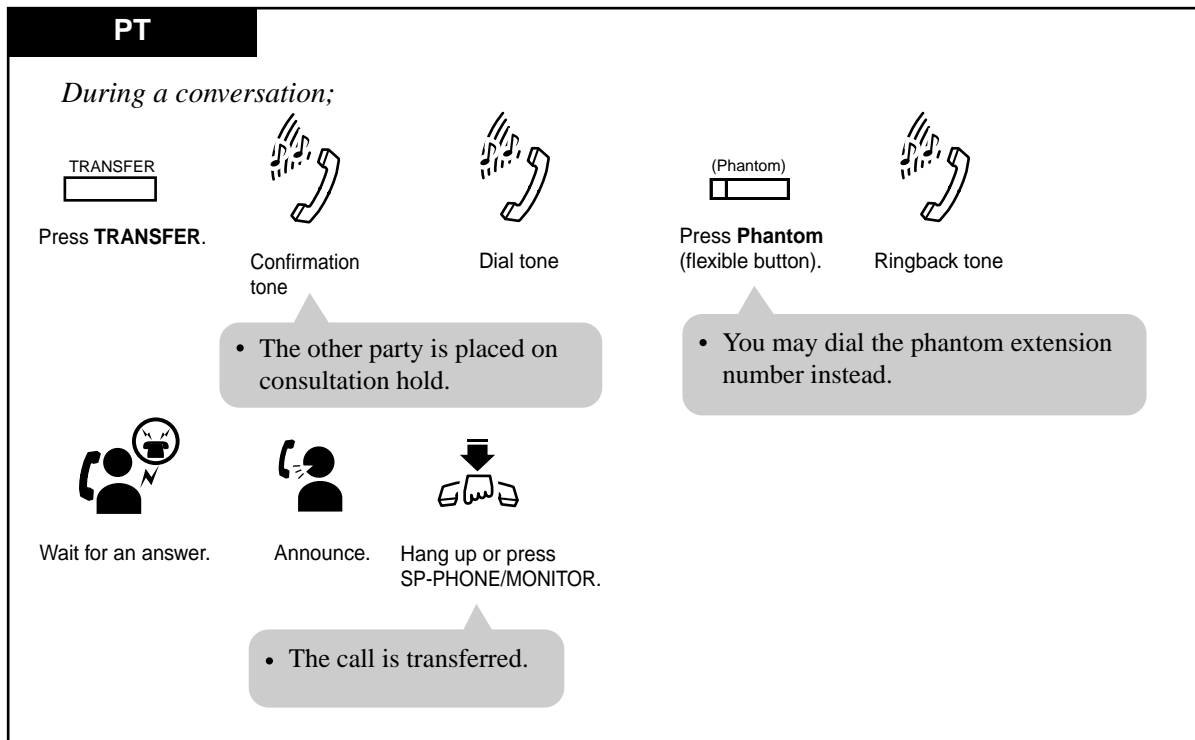 PT
During a conversation;
TRANSFER
Press TRANSFER.
Confirmation
tone
Dial tone
(Phantom)
Press Phantom
(flexible button).
Ringback tone
• The other party is placed on
consultation hold.
• You may dial the phantom extension
number instead.
Wait for an answer.
Announce.
Hang up or press
SP-PHONE/MONITOR.
• The call is transferred.